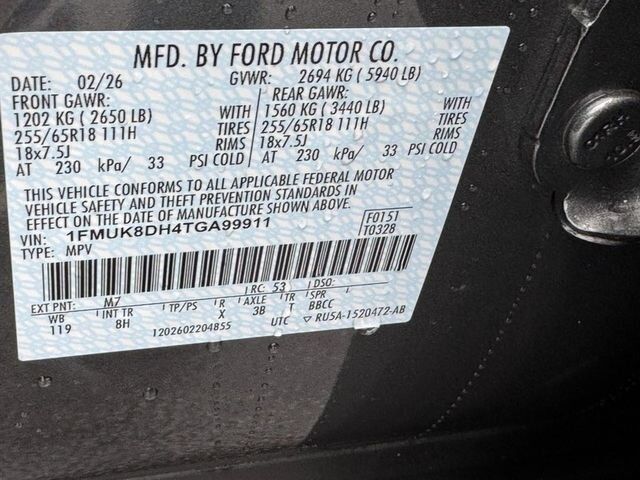 MFD. BY FORD MOTOR CO.
DATE: 02/26 GVWR: 2694 KG ( 5940 LB)
FRONT GAWR: REAR GAWR:
1202 KG ( 2650 LB) WITH 1560 KG ( 3440 LB) WITH
255/65R18 111H TIRES 255/65R18 111H TIRES
18x7.5J RIMS 18x7.5J RIMS
AT 230 kPa/ 33 PSI COLD AT 230 kPa/ 33 PSI COLD
THIS VEHICLE CONFORMS TO ALL APPLICABLE FEDERAL MOTOR
VEHICLE SAFETY AND THEFT PREVENTION STANDARDS IN
EFFECT ON THE DATE OF MANUFACTURE SHOWN ABOVE.
VIN: 1FMUK8DH4TGA99911 F0151
TYPE: MPV T0328
EXT PNT: M7 RC: 53 DSO:
WB INT TR TP/PS R AXLE TR SPR
119 8H X 3B T BBCC
1202602204855 UTC RU5A-1520472-AB